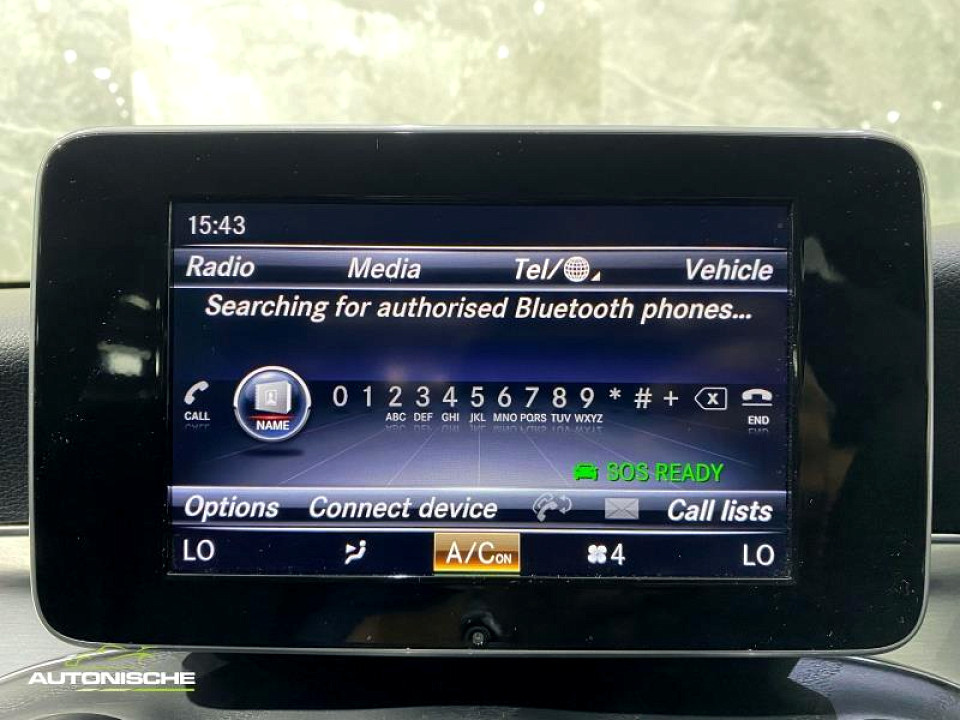 15:43
Radio Media Tel/ Vehicle
Searching for authorised Bluetooth phones...
CALL NAME 0 1 2 3 4 5 6 7 8 9 * # + X END
ABC DEF GHI JKL MNO PQRS TUV WXYZ
SOS READY
Options Connect device Call lists
LO A/C ON 4 LO
AUTONISCHE